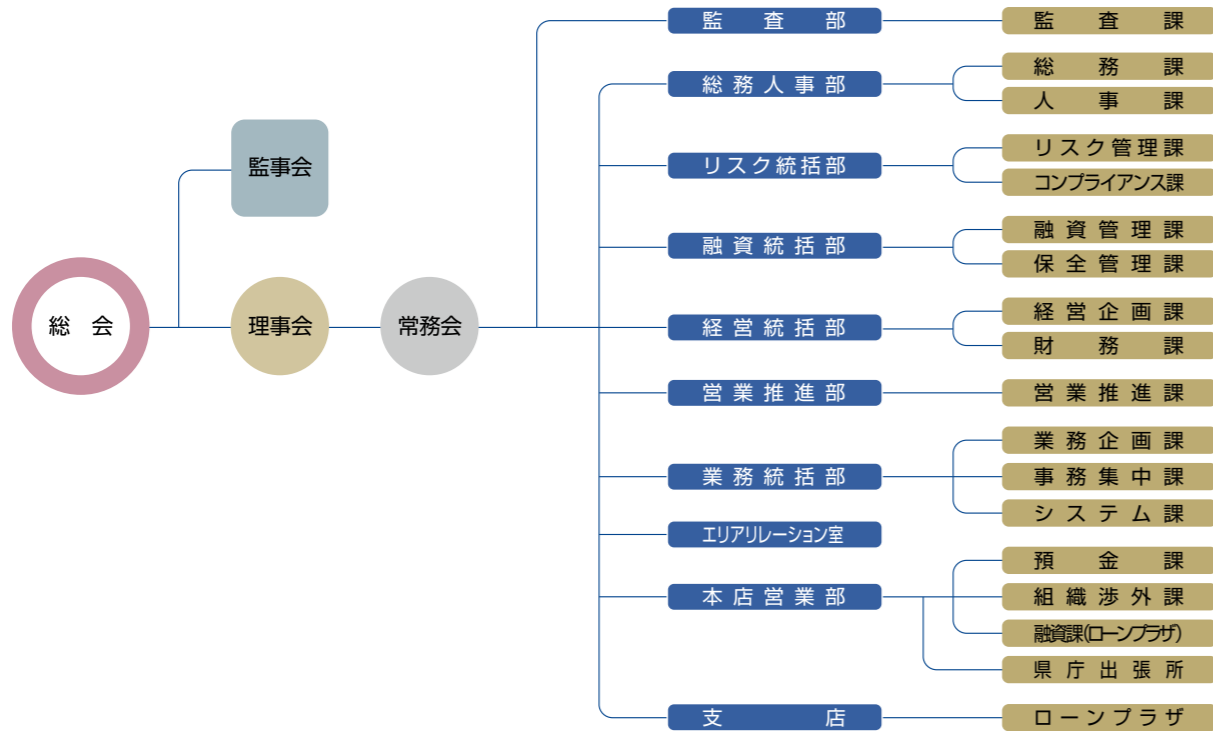 総会
監事会
理事会
常務会
監査部
監査課
総務人事部
総務課
人事課
リスク統括部
リスク管理課
コンプライアンス課
融資統括部
融資管理課
保全管理課
経営統括部
経営企画課
財務課
営業推進部
営業推進課
業務統括部
業務企画課
事務集中課
システム課
エリアリレーション室
本店営業部
預金課
組織渉外課
融資課(ローンプラザ)
県庁出張所
支店
ローンプラザ